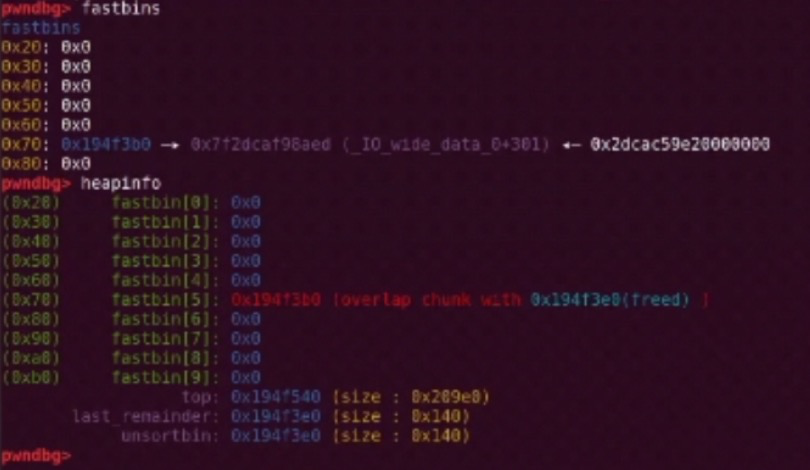 pwndbg> fastbins
fastbins
0x20: 0x0
0x30: 0x0
0x40: 0x0
0x50: 0x0
0x60: 0x0
0x70: 0x194f3b0 → 0x7f2dcaf98aed (_IO_wide_data_0+301) ← 0x2dcac59e20000000
0x80: 0x0
pwndbg> heapinfo
(0x20) fastbin[0]: 0x0
(0x30) fastbin[1]: 0x0
(0x40) fastbin[2]: 0x0
(0x50) fastbin[3]: 0x0
(0x60) fastbin[4]: 0x0
(0x70) fastbin[5]: 0x194f3b0 (overlap chunk with 0x194f3e0(freed) )
(0x80) fastbin[6]: 0x0
(0x90) fastbin[7]: 0x0
(0xa0) fastbin[8]: 0x0
(0xb0) fastbin[9]: 0x0
top: 0x194f540 (size : 0x209e0)
last_remainder: 0x194f3e0 (size : 0x140)
unsortbin: 0x194f3e0 (size : 0x140)
pwndbg>